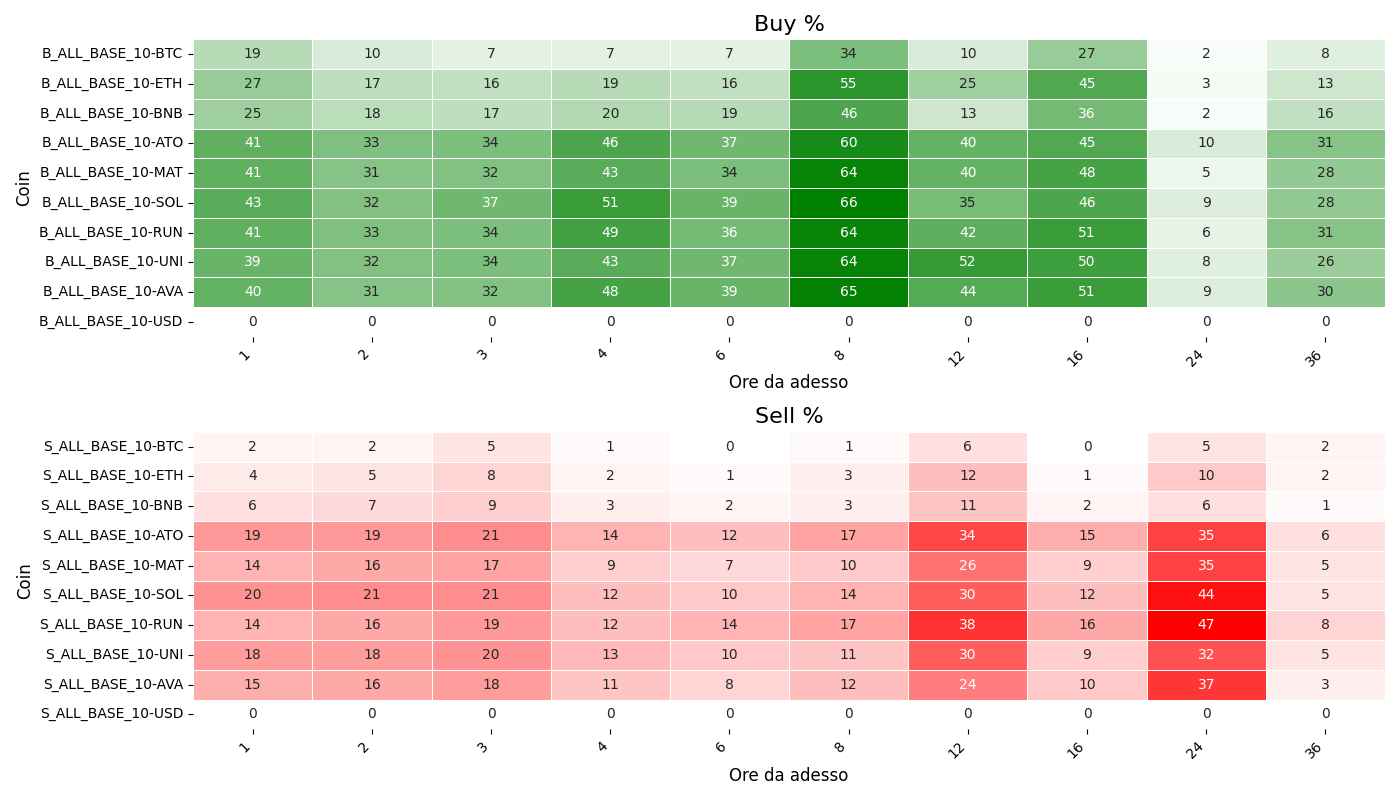 Buy %
Coin
B_ALL_BASE_10-BTC 19 10 7 7 7 34 10 27 2 8
B_ALL_BASE_10-ETH 27 17 16 19 16 55 25 45 3 13
B_ALL_BASE_10-BNB 25 18 17 20 19 46 13 36 2 16
B_ALL_BASE_10-ATO 41 33 34 46 37 60 40 45 10 31
B_ALL_BASE_10-MAT 41 31 32 43 34 64 40 48 5 28
B_ALL_BASE_10-SOL 43 32 37 51 39 66 35 46 9 28
B_ALL_BASE_10-RUN 41 33 34 49 36 64 42 51 6 31
B_ALL_BASE_10-UNI 39 32 34 43 37 64 52 50 8 26
B_ALL_BASE_10-AVA 40 31 32 48 39 65 44 51 9 30
B_ALL_BASE_10-USD 0 0 0 0 0 0 0 0 0 0
1 2 3 4 6 8 12 16 24 36
Ore da adesso
Sell %
Coin
S_ALL_BASE_10-BTC 2 2 5 1 0 1 6 0 5 2
S_ALL_BASE_10-ETH 4 5 8 2 1 3 12 1 10 2
S_ALL_BASE_10-BNB 6 7 9 3 2 3 11 2 6 1
S_ALL_BASE_10-ATO 19 19 21 14 12 17 34 15 35 6
S_ALL_BASE_10-MAT 14 16 17 9 7 10 26 9 35 5
S_ALL_BASE_10-SOL 20 21 21 12 10 14 30 12 44 5
S_ALL_BASE_10-RUN 14 16 19 12 14 17 38 16 47 8
S_ALL_BASE_10-UNI 18 18 20 13 10 11 30 9 32 5
S_ALL_BASE_10-AVA 15 16 18 11 8 12 24 10 37 3
S_ALL_BASE_10-USD 0 0 0 0 0 0 0 0 0 0
1 2 3 4 6 8 12 16 24 36
Ore da adesso